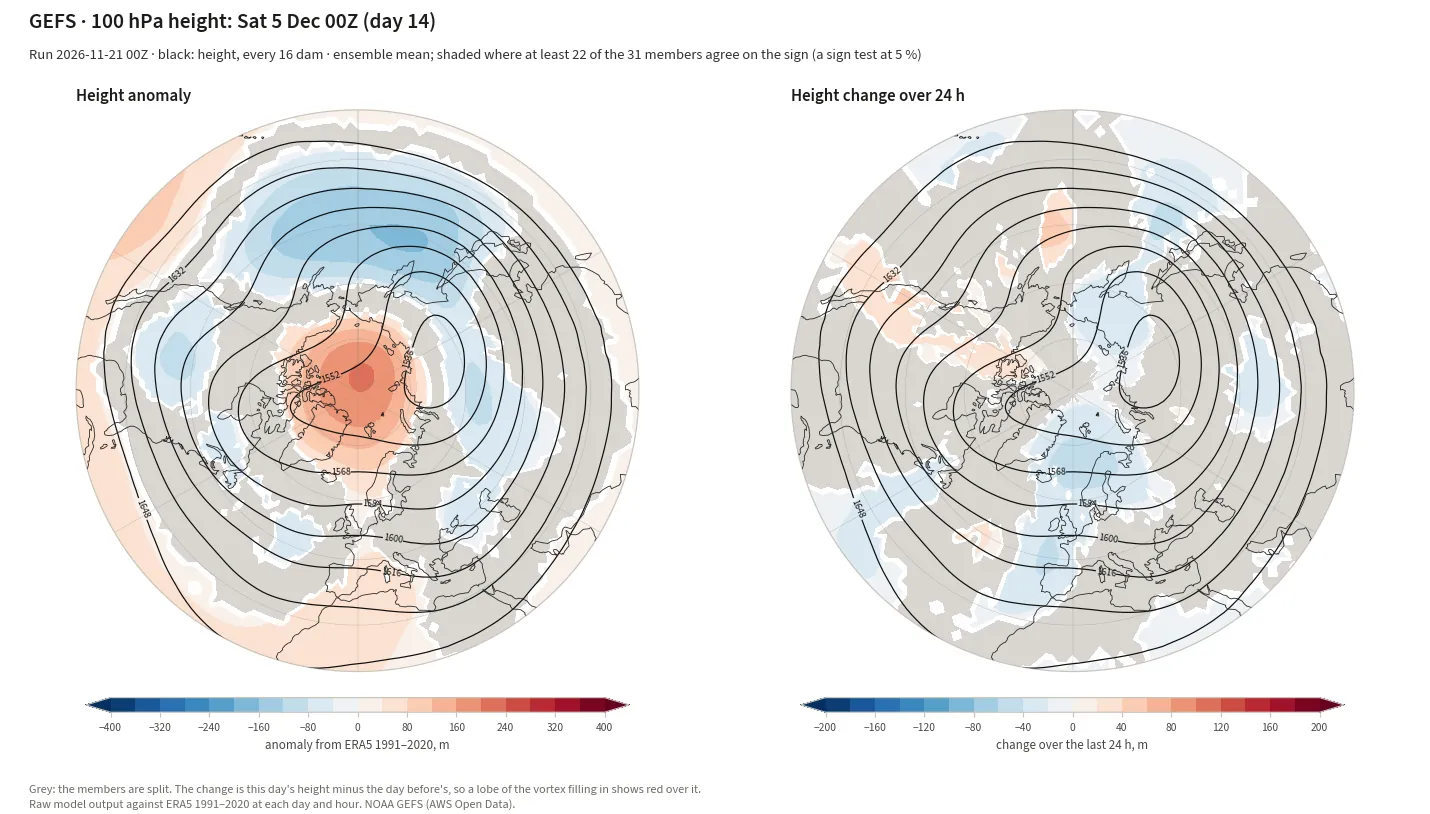 GEFS · 100 hPa height: Sat 5 Dec 00Z (day 14)
Run 2026-11-21 00Z · black: height, every 16 dam · ensemble mean; shaded where at least 22 of the 31 members agree on the sign (a sign test at 5 %)
Height anomaly
Height change over 24 h
1632
1536
1552
1568
1584
1600
1616
1648
1632
1536
1552
1568
1584
1600
1616
1648
−400 −320 −240 −160 −80 0 80 160 240 320 400
anomaly from ERA5 1991–2020, m
−200 −160 −120 −80 −40 0 40 80 120 160 200
change over the last 24 h, m
Grey: the members are split. The change is this day's height minus the day before's, so a lobe of the vortex filling in shows red over it.
Raw model output against ERA5 1991–2020 at each day and hour. NOAA GEFS (AWS Open Data).